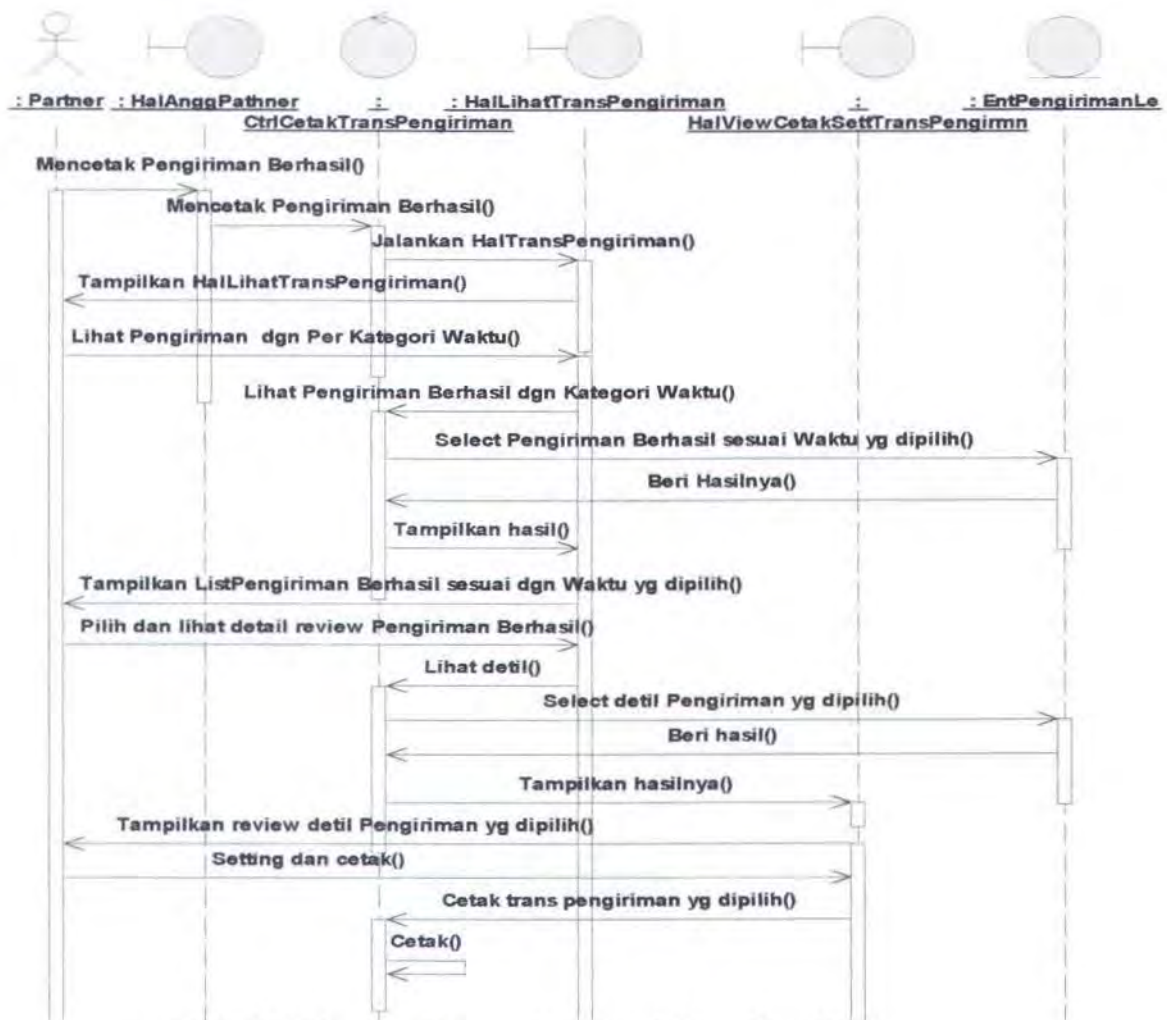 : Partner : HalAnggPathner : : HalLihatTransPengiriman : : EntPengirimanLe
CtrlCetakTransPengiriman HalViewCetakSettTransPengirmn
Mencetak Pengiriman Berhasil()
Mencetak Pengiriman Berhasil()
Jalankan HalTransPengiriman()
Tampilkan HalLihatTransPengiriman()
Lihat Pengiriman dgn Per Kategori Waktu()
Lihat Pengiriman Berhasil dgn Kategori Waktu()
Select Pengiriman Berhasil sesuai Waktu yg dipilih()
Beri Hasilnya()
Tampilkan hasil()
Tampilkan ListPengiriman Berhasil sesuai dgn Waktu yg dipilih()
Pilih dan lihat detail review Pengiriman Berhasil()
Lihat detil()
Select detil Pengiriman yg dipilih()
Beri hasil()
Tampilkan hasilnya()
Tampilkan review detil Pengiriman yg dipilih()
Setting dan cetak()
Cetak trans pengiriman yg dipilih()
Cetak()